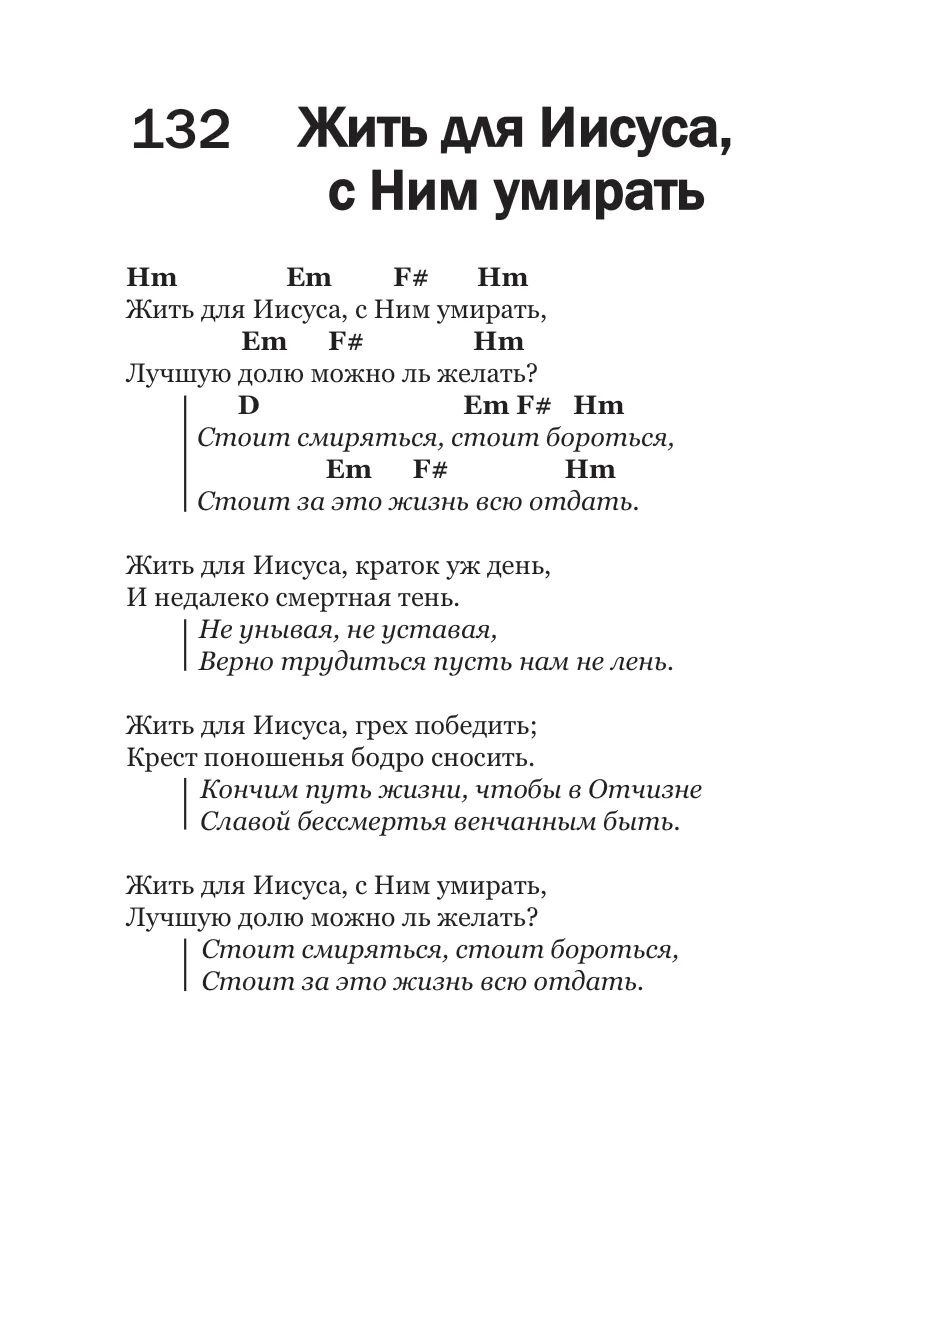 132 Жить для Иисуса,
с Ним умирать
Hm Em F# Hm
Жить для Иисуса, с Ним умирать,
Em F# Hm
Лучшую долю можно ль желать?
D Em F# Hm
Стоит смиряться, стоит бороться,
Em F# Hm
Стоит за это жизнь всю отдать.
Жить для Иисуса, краток уж день,
И недалеко смертная тень.
Не унывая, не уставая,
Верно трудиться пусть нам не лень.
Жить для Иисуса, грех победить;
Крест поношенья бодро сносить.
Кончим путь жизни, чтобы в Отчизне
Славой бессмертья венчанным быть.
Жить для Иисуса, с Ним умирать,
Лучшую долю можно ль желать?
Стоит смиряться, стоит бороться,
Стоит за это жизнь всю отдать.